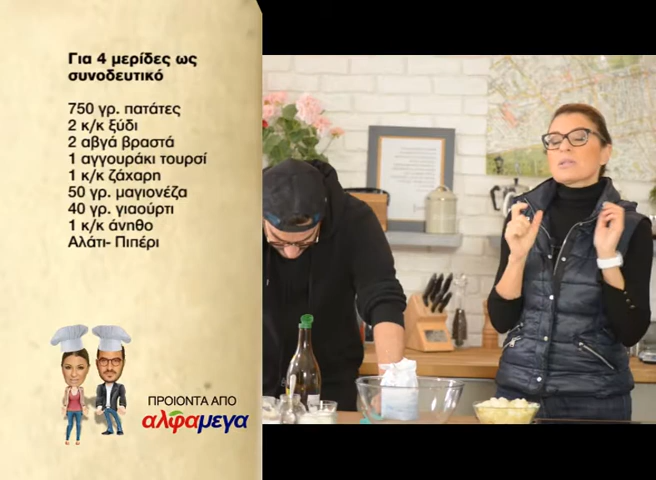 Για 4 μερίδες ως
συνοδευτικό
750 γρ. πατάτες
2 κ/κ ξύδι
2 αβγά βραστά
1 αγγουράκι τουρσί
1 κ/κ ζάχαρη
50 γρ. μαγιονέζα
40 γρ. γιαούρτι
1 κ/κ άνηθο
Αλάτι- Πιπέρι
ΠΡΟΙΟΝΤΑ ΑΠΟ
αλφαμεγα